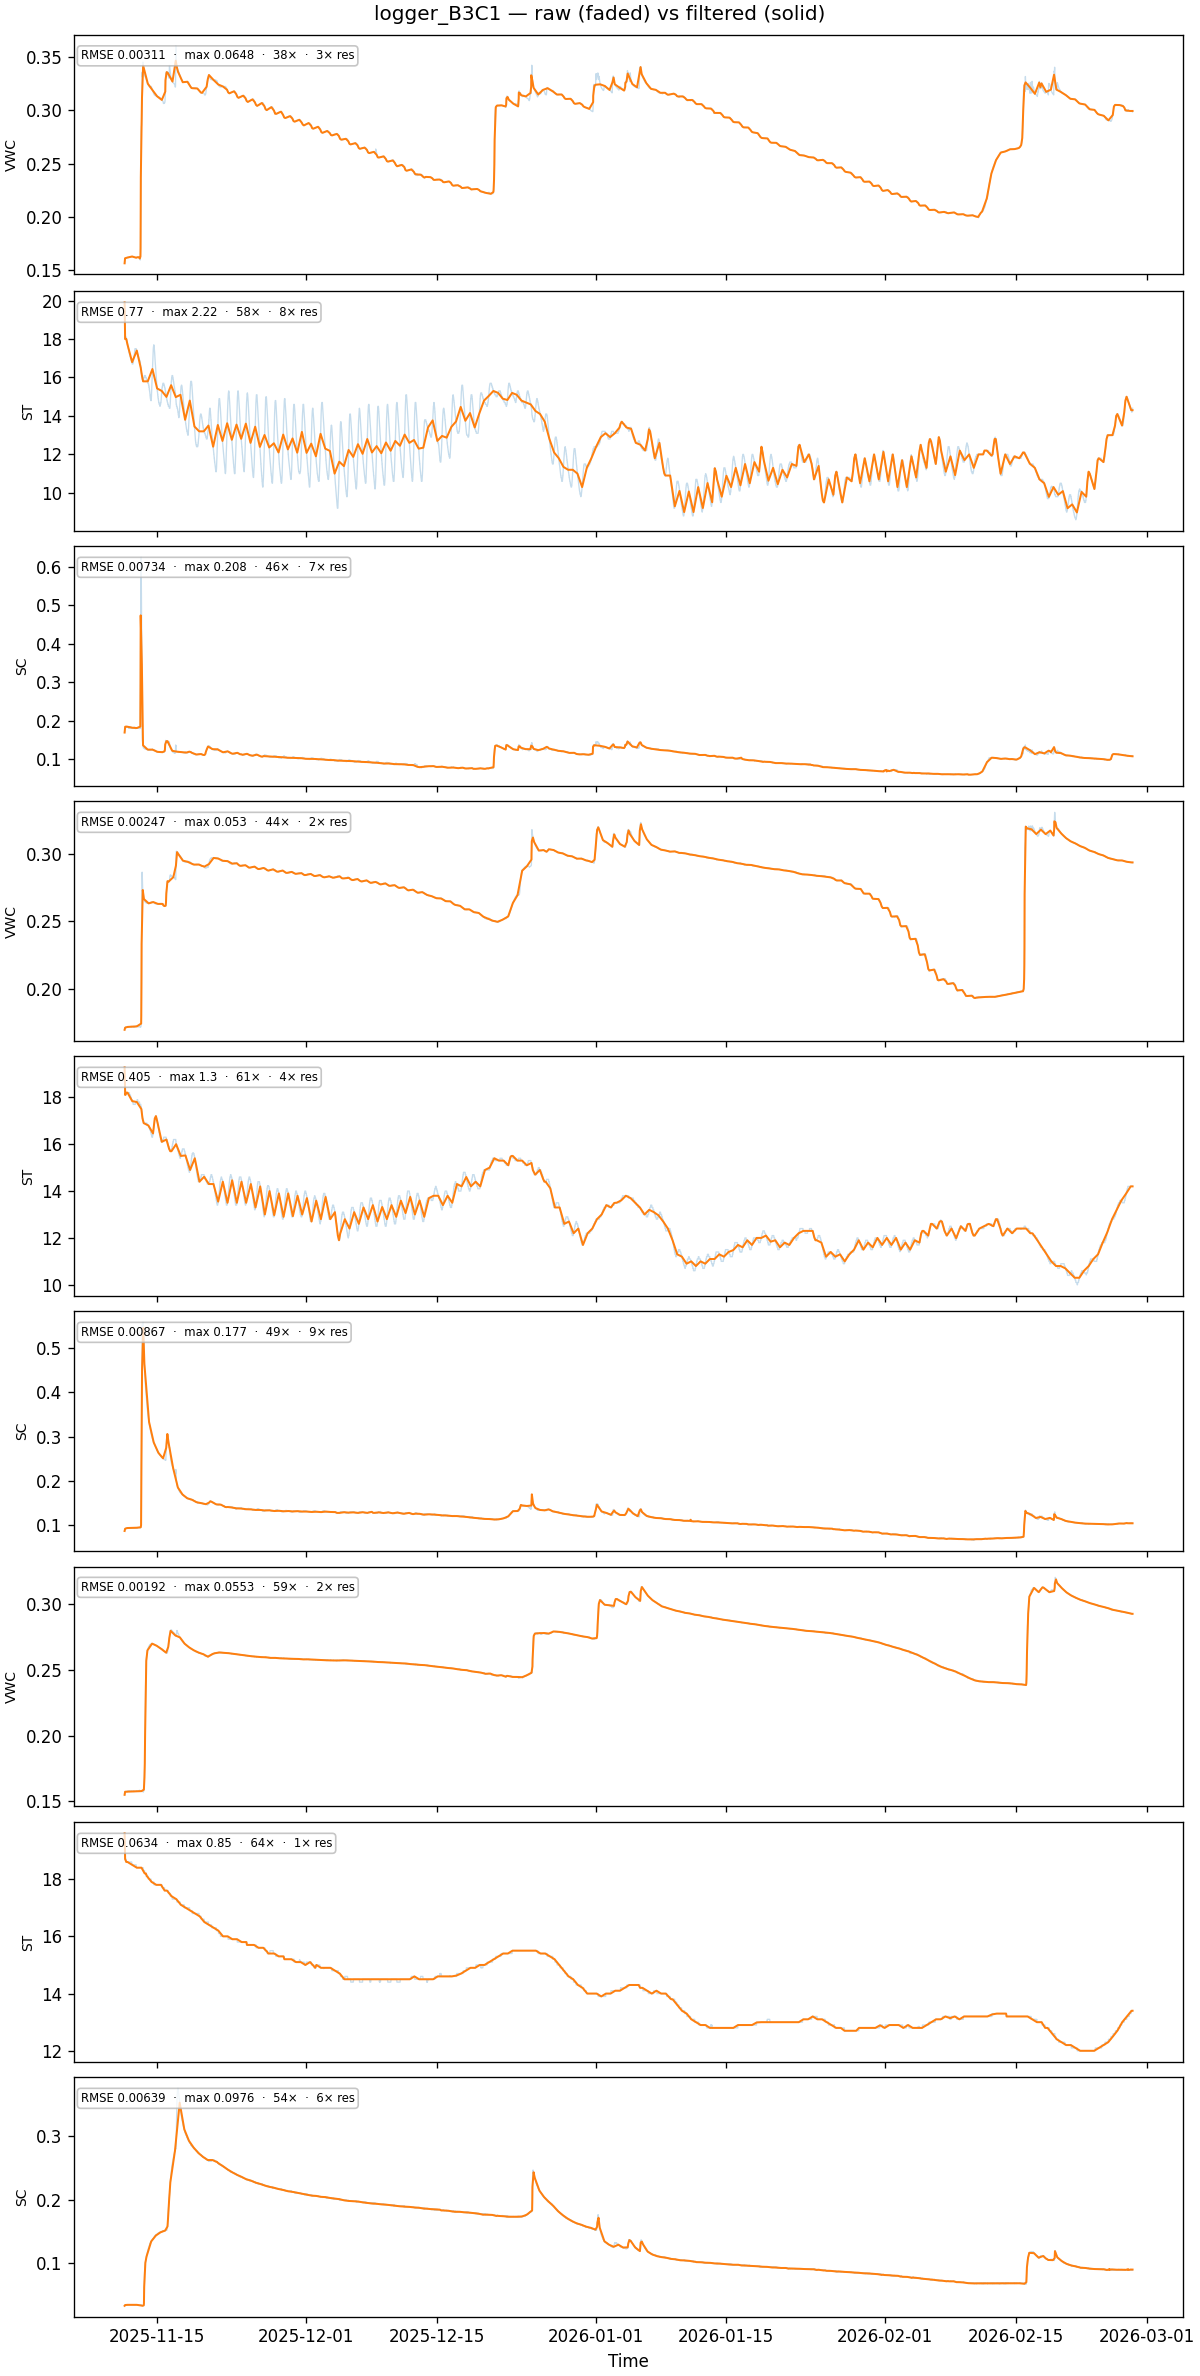 logger_B3C1 — raw (faded) vs filtered (solid)
RMSE 0.00311 · max 0.0648 · 38× · 3× res
0.35
0.30
0.25
0.20
0.15
VWC
RMSE 0.77 · max 2.22 · 58× · 8× res
20
18
16
14
12
10
ST
RMSE 0.00734 · max 0.208 · 46× · 7× res
0.6
0.5
0.4
0.3
0.2
0.1
SC
RMSE 0.00247 · max 0.053 · 44× · 2× res
0.30
0.25
0.20
VWC
RMSE 0.405 · max 1.3 · 61× · 4× res
18
16
14
12
10
ST
RMSE 0.00867 · max 0.177 · 49× · 9× res
0.5
0.4
0.3
0.2
0.1
SC
RMSE 0.00192 · max 0.0553 · 59× · 2× res
0.30
0.25
0.20
0.15
VWC
RMSE 0.0634 · max 0.85 · 64× · 1× res
18
16
14
12
ST
RMSE 0.00639 · max 0.0976 · 54× · 6× res
0.3
0.2
0.1
SC
2025-11-15 2025-12-01 2025-12-15 2026-01-01 2026-01-15 2026-02-01 2026-02-15 2026-03-01
Time